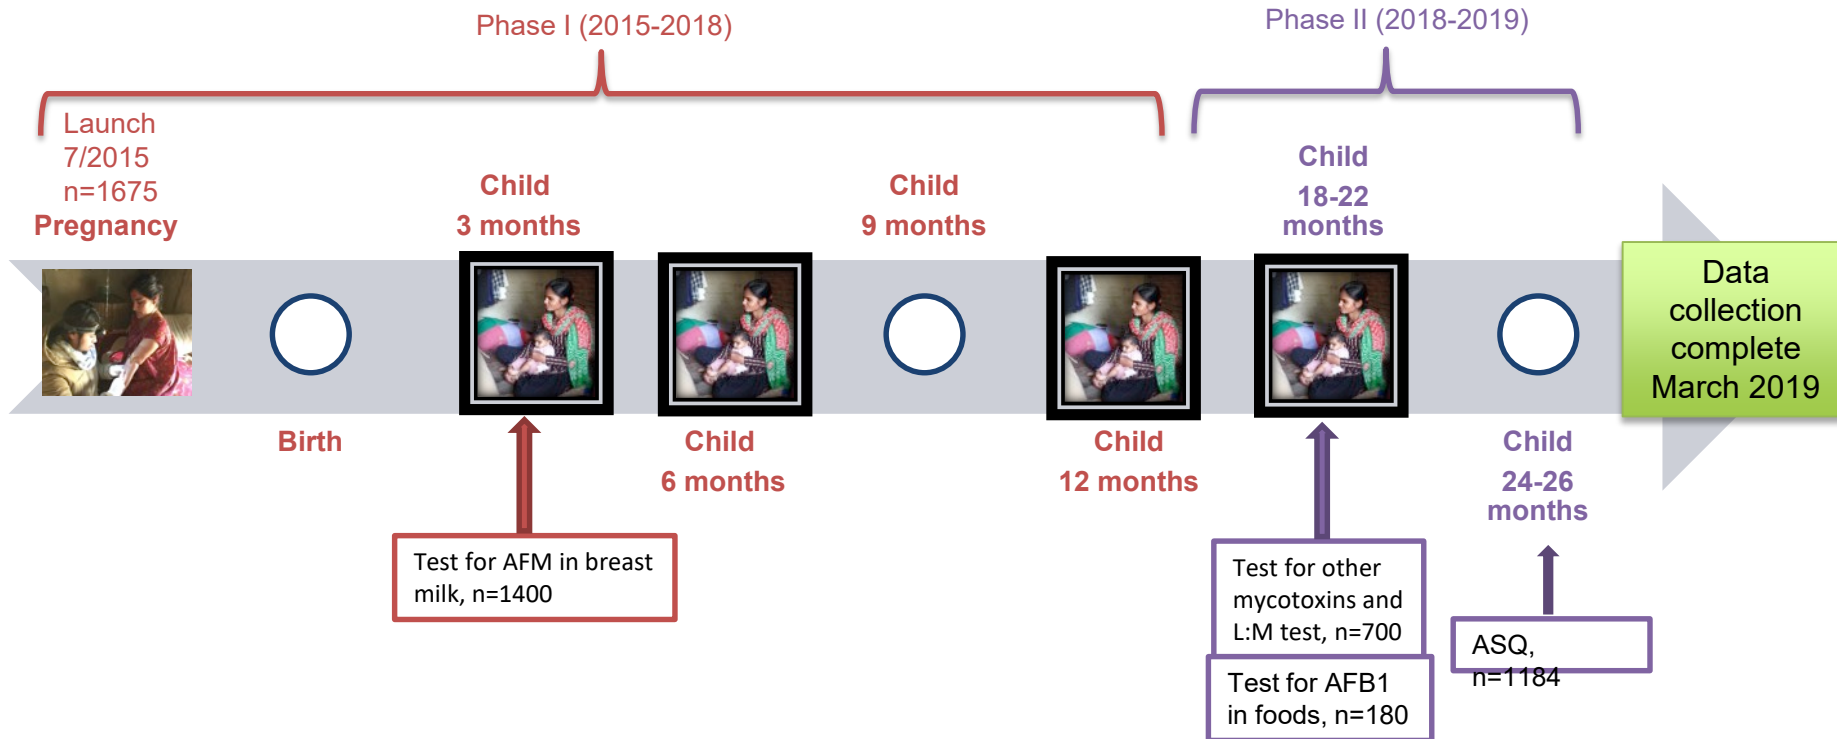 Phase I (2015-2018)
Phase II (2018-2019)
Launch
7/2015
n=1675
Pregnancy
Child
3 months
Child
9 months
Child
18-22
months
Birth
Child
6 months
Child
12 months
Child
24-26
months
Data
collection
complete
March 2019
Test for AFM in breast
milk, n=1400
Test for other
mycotoxins and
L:M test, n=700
Test for AFB1
in foods, n=180
ASQ,
n=1184